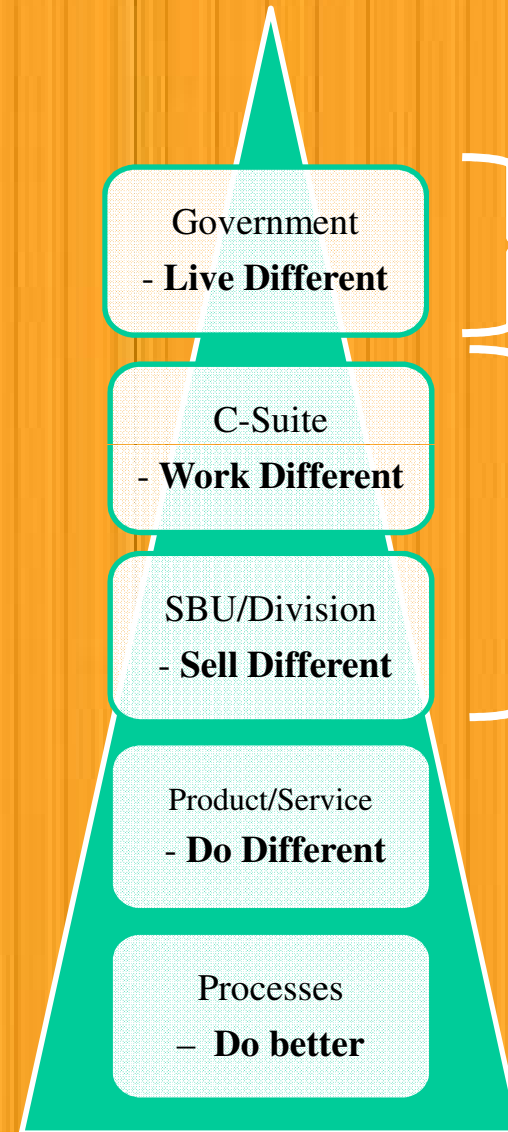 Government
- Live Different
C-Suite
- Work Different
SBU/Division
- Sell Different
Product/Service
- Do Different
Processes
– Do better